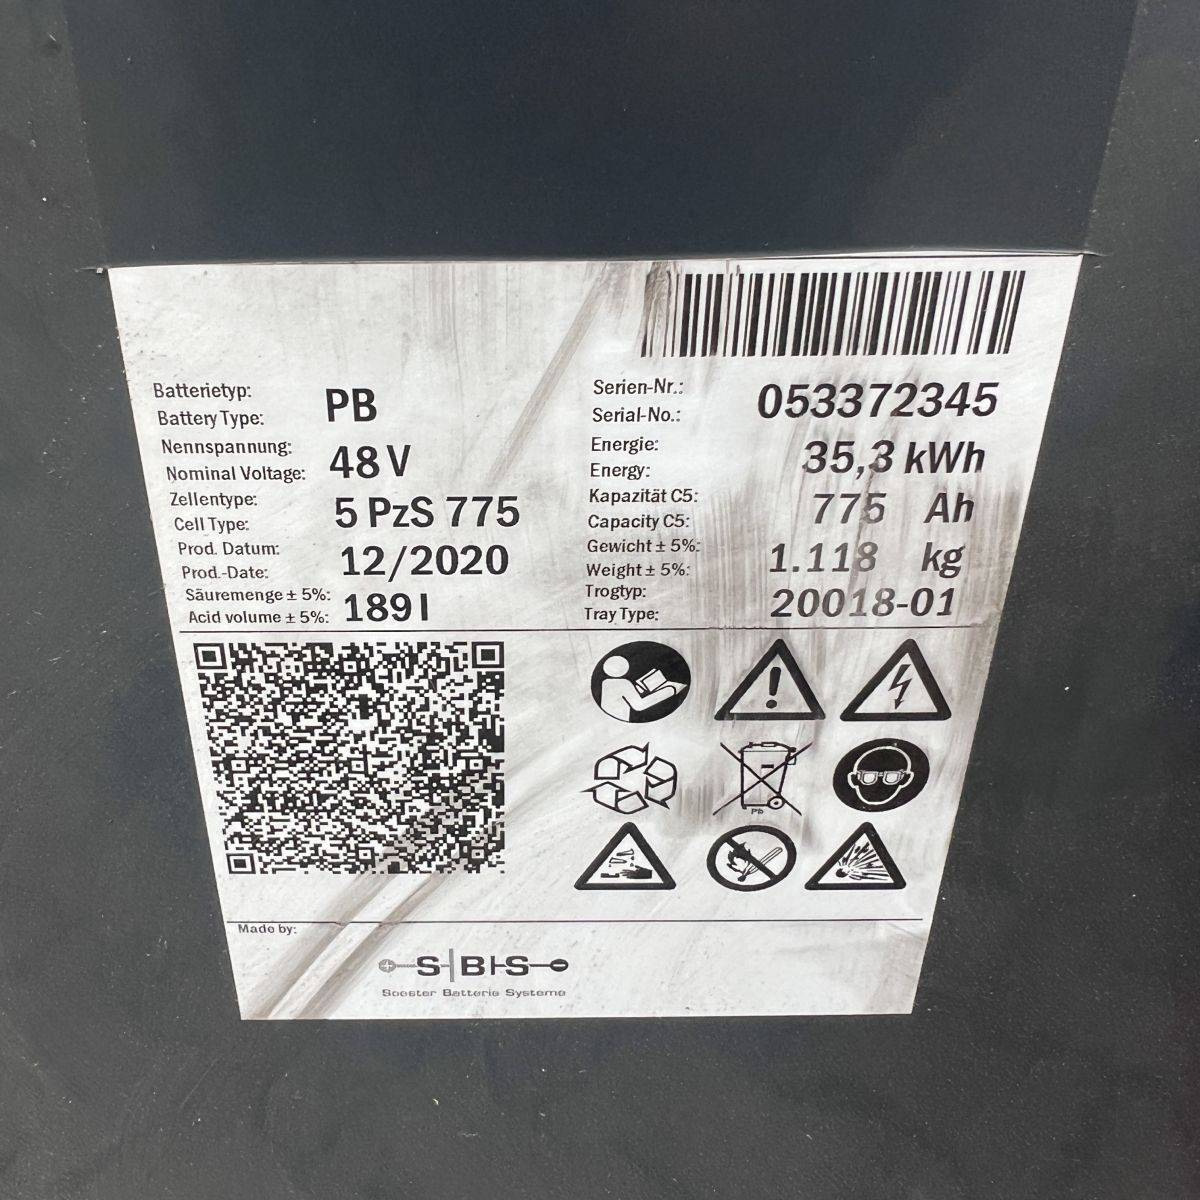 Batterietyp:
Battery Type: PB
Nennspannung:
Nominal Voltage: 48 V
Zellentype:
Cell Type: 5 PzS 775
Prod. Datum:
Prod.-Date: 12/2020
Säuremenge ± 5%:
Acid volume ± 5%: 189 l
Serien-Nr.:
Serial-No.: 053372345
Energie:
Energy: 35,3 kWh
Kapazität C5:
Capacity C5: 775 Ah
Gewicht ± 5%:
Weight ± 5%: 1.118 kg
Trogtyp:
Tray Type: 20018-01
Pb
Made by:
SBS
Soester Batterie Systeme